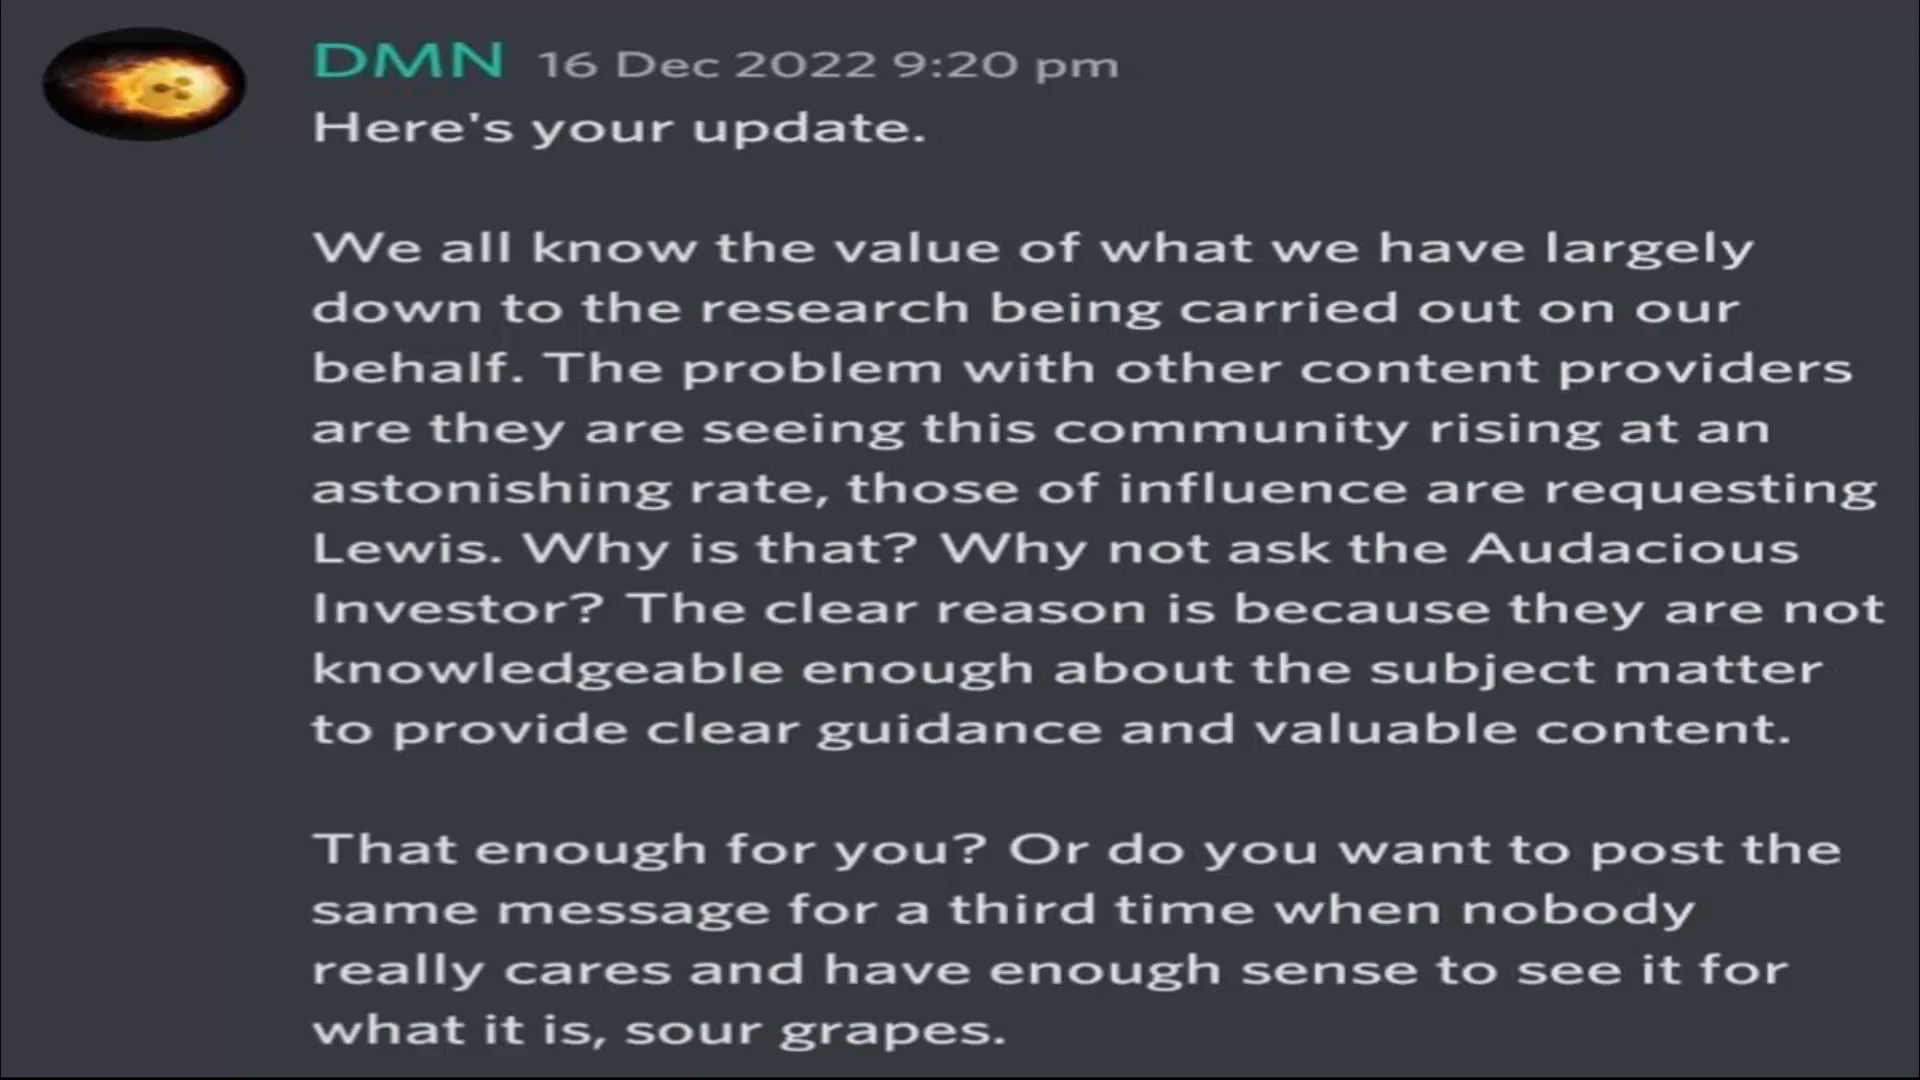 DMN 16 Dec 2022 9:20 pm
Here's your update.
We all know the value of what we have largely
down to the research being carried out on our
behalf. The problem with other content providers
are they are seeing this community rising at an
astonishing rate, those of influence are requesting
Lewis. Why is that? Why not ask the Audacious
Investor? The clear reason is because they are not
knowledgeable enough about the subject matter
to provide clear guidance and valuable content.
That enough for you? Or do you want to post the
same message for a third time when nobody
really cares and have enough sense to see it for
what it is, sour grapes.